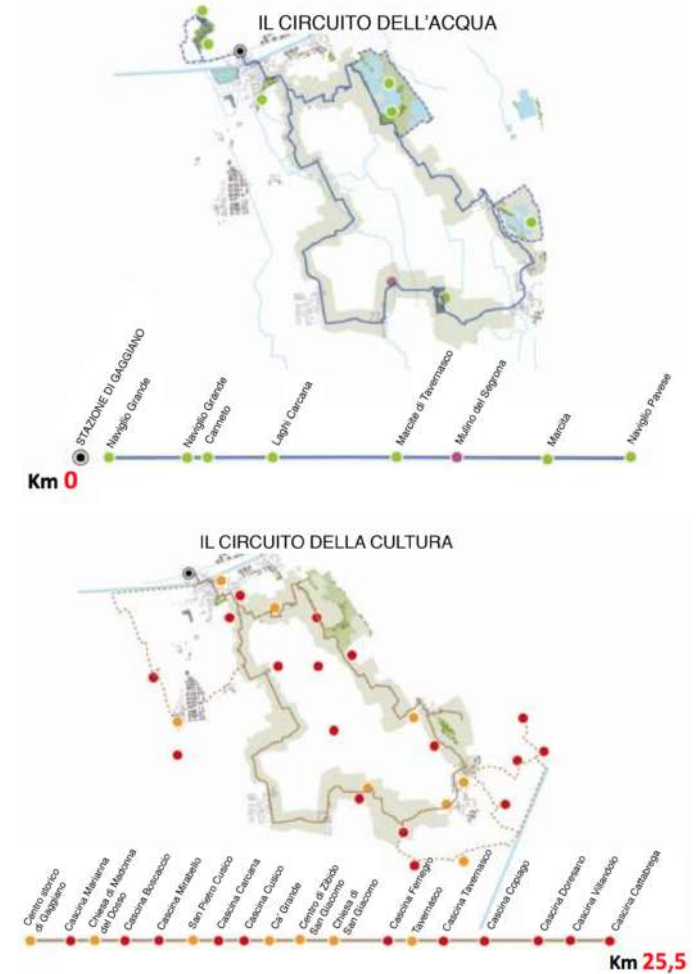 IL CIRCUITO DELL'ACQUA
STAZIONE DI GAGGIANO
Naviglio Grande
Naviglio Grande
Canneto
Laghi Carcana
Marcite di Tavernasco
Mulino del Segrona
Marcita
Naviglio Pavese
Km 0
IL CIRCUITO DELLA CULTURA
Centro storico
di Gaggiano
Cascina Marianna
Chiesa di Madonna
del Dosso
Cascina Boscaccio
Cascina Mirabello
San Pietro Cusico
Cascina Carcana
Cascina Cusico
Ca' Grande
Centro di Zibido
San Giacomo
Chiesa di
San Giacomo
Cascina Femegro
Tavernasco
Cascina Tavernasco
Cascina Copiago
Cascina Doresano
Cascina Villandolo
Cascina Cattabrega
Km 25,5